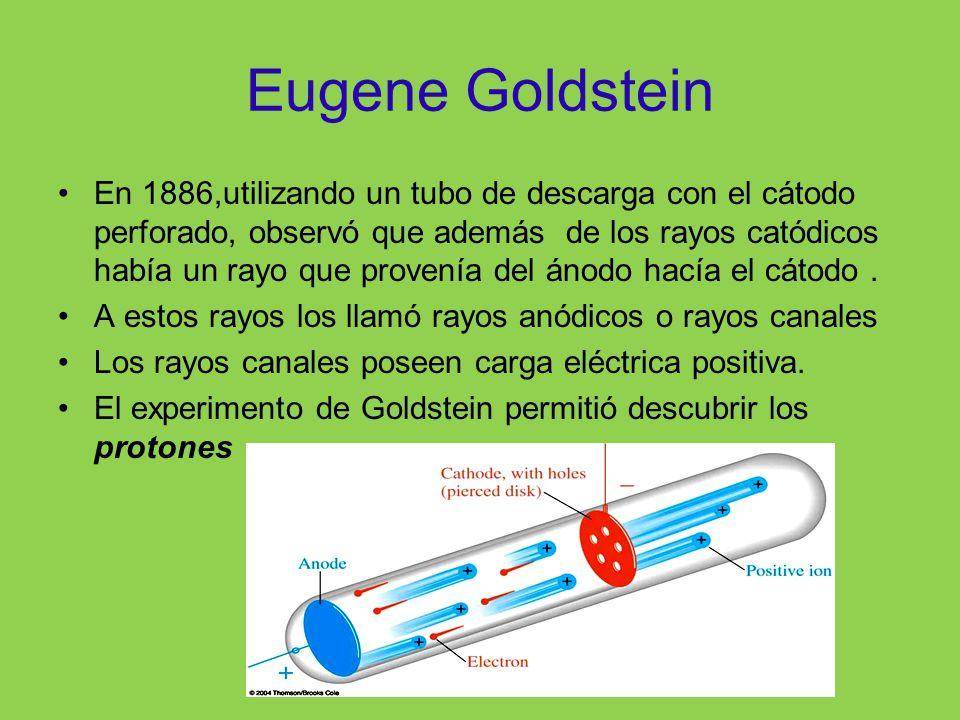 Eugene Goldstein
• En 1886,utilizando un tubo de descarga con el cátodo
perforado, observó que además  de los rayos catódicos
había un rayo que provenía del ánodo hacía el cátodo .
• A estos rayos los llamó rayos anódicos o rayos canales
• Los rayos canales poseen carga eléctrica positiva.
• El experimento de Goldstein permitió descubrir los
protones
Cathode, with holes
(pierced disk)
−
+
+
+
Anode
+
+
+
+
Positive ion
+
+
+
Electron
+
© 2004 Thomson/Brooks Cole